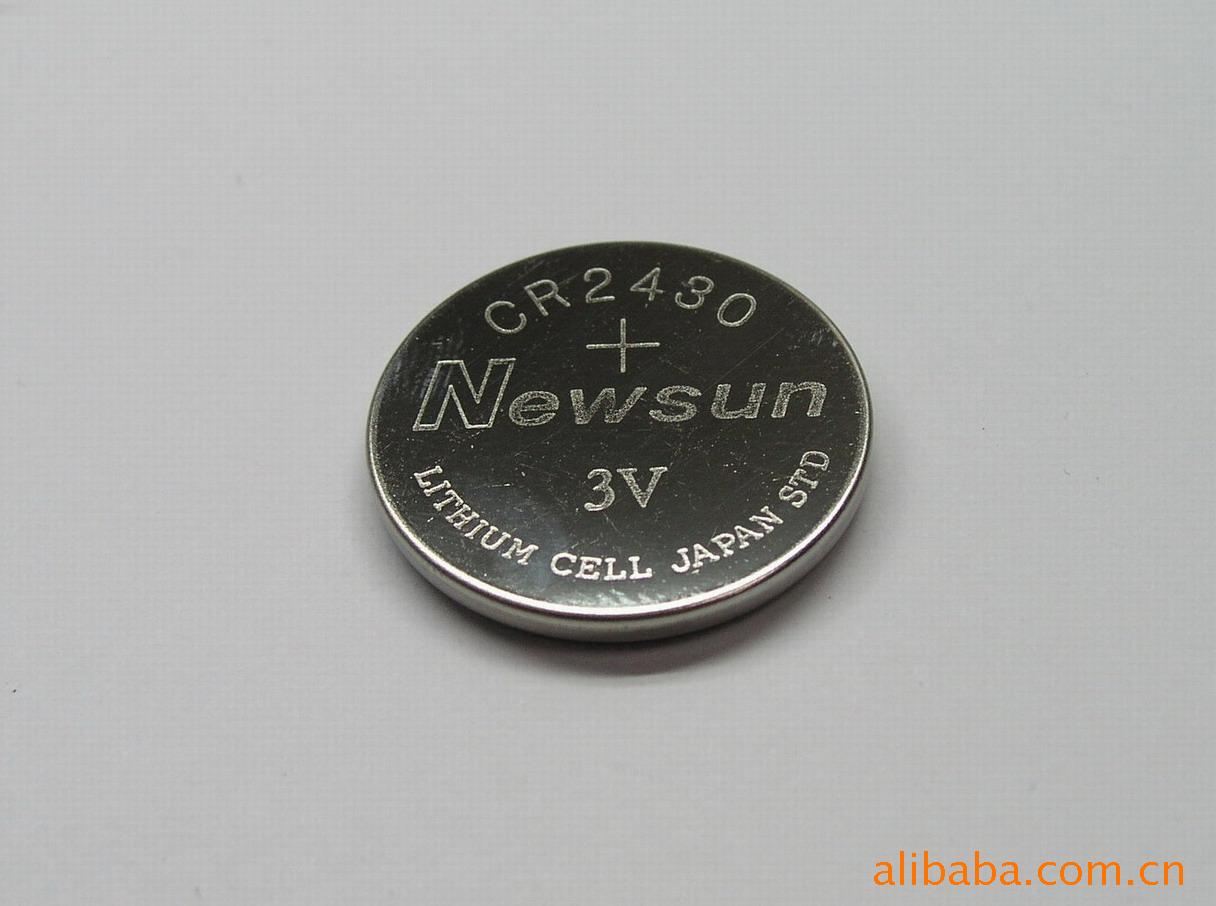 CR2430
+
Newsun
3V
LITHIUM CELL JAPAN STD
alibaba.com.cn